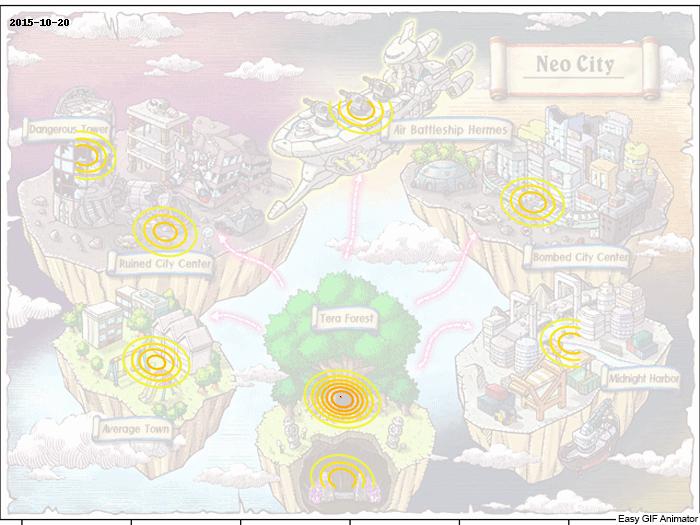 2015-10-20
Neo City
Dangerous Tower
Air Battleship Hermes
Ruined City Center
Bombed City Center
Tera Forest
Midnight Harbor
Average Town
Easy GIF Animator